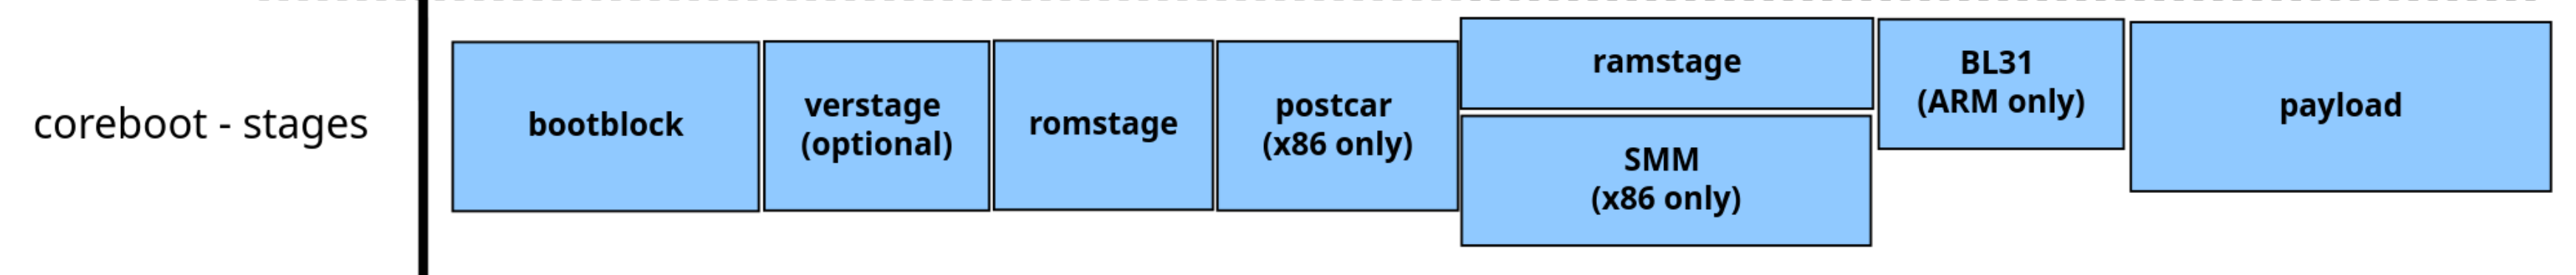 coreboot - stages
bootblock
verstage
(optional)
romstage
postcar
(x86 only)
ramstage
SMM
(x86 only)
BL31
(ARM only)
payload